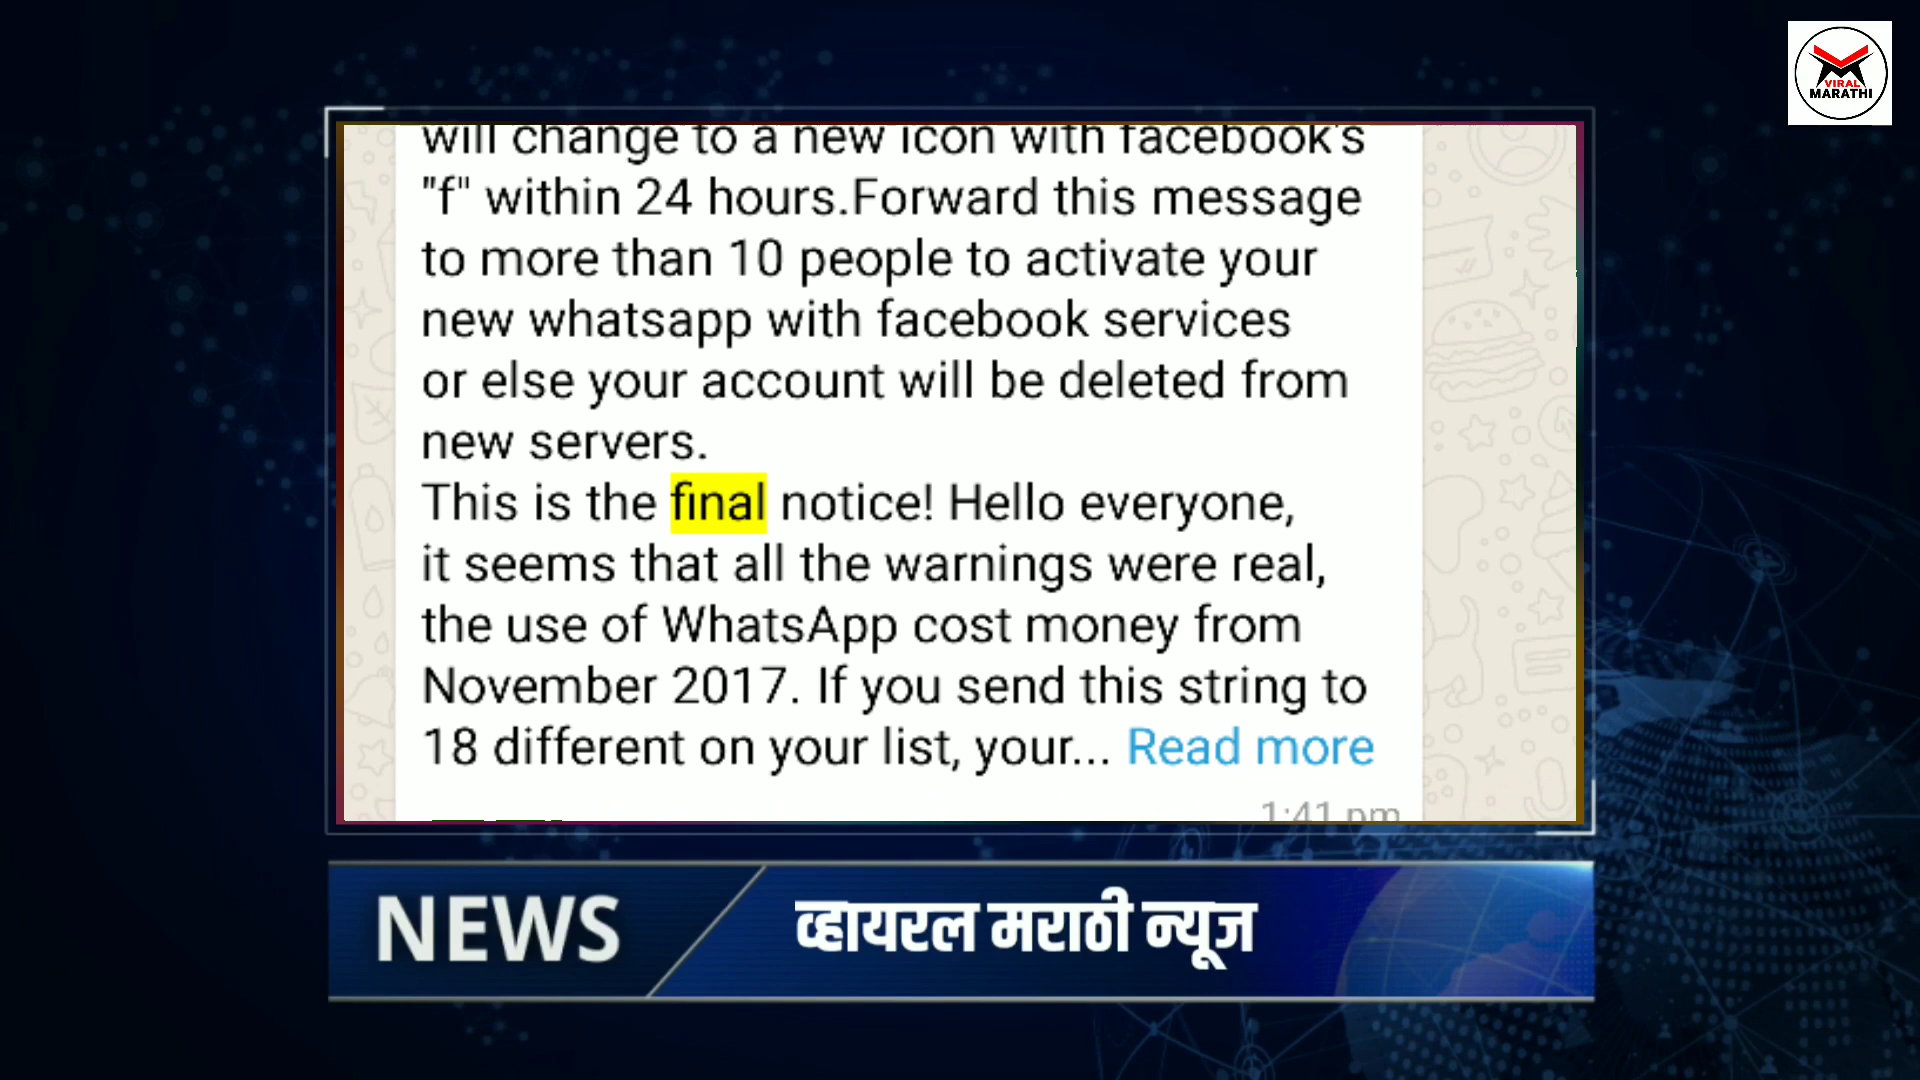 VIRAL
MARATHI
will change to a new icon with facebook's
"f" within 24 hours.Forward this message
to more than 10 people to activate your
new whatsapp with facebook services
or else your account will be deleted from
new servers.
This is the final notice! Hello everyone,
it seems that all the warnings were real,
the use of WhatsApp cost money from
November 2017. If you send this string to
18 different on your list, your... Read more
1:41 pm
NEWS
व्हायरल मराठी न्यूज